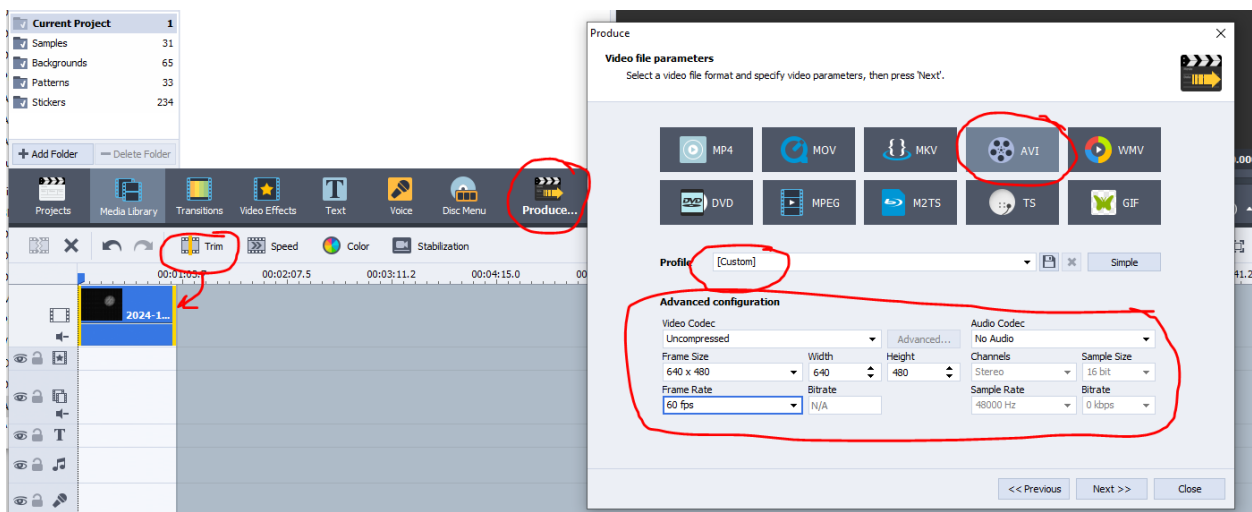 Current Project 1
Samples 31
Backgrounds 65
Patterns 33
Stickers 234
Add Folder Delete Folder
Projects Media Library Transitions Video Effects Text Voice Disc Menu Produce...
Trim Speed Color Stabilization
00:02:07.5 00:03:11.2 00:04:15.0 00
2024-1...
T
Produce
Video file parameters
Select a video file format and specify video parameters, then press 'Next'.
MP4 MOV MKV AVI WMV
DVD MPEG M2TS TS GIF
Profile [Custom] Simple
Advanced configuration
Video Codec Audio Codec
Uncompressed Advanced... No Audio
Frame Size Width Height Channels Sample Size
640 x 480 640 480 Stereo 16 bit
Frame Rate Bitrate Sample Rate Bitrate
60 fps N/A 48000 Hz 0 kbps
<< Previous Next >> Close